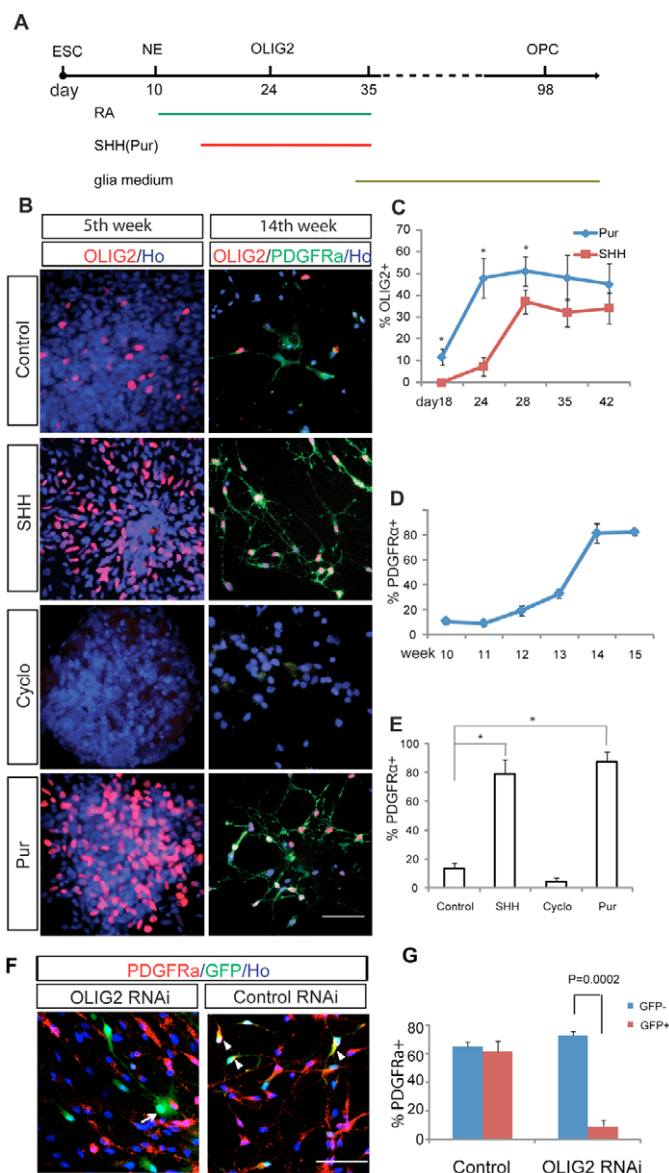 A
ESC NE OLIG2 OPC
day 10 24 35 98
RA
SHH(Pur)
glia medium
B
5th week 14th week
OLIG2/Ho OLIG2/PDGFRa/Ho
Control
SHH
Cyclo
Pur
C
Pur
SHH
% OLIG2+
70
60
50
40
30
20
10
0
* * *
day18 24 28 35 42
D
% PDGFRα+
80
60
40
20
0
week 10 11 12 13 14 15
E
% PDGFRα+
100
80
60
40
20
0
*
*
Control SHH Cyclo Pur
F
PDGFRa/GFP/Ho
OLIG2 RNAi Control RNAi
G
P=0.0002
GFP-
GFP+
% PDGFRa+
80
60
40
20
0
Control OLIG2 RNAi